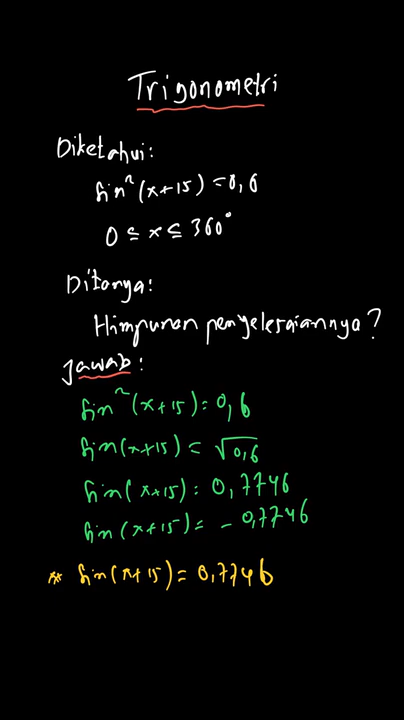 Trigonometri
Diketahui:
sin²(x+15)=0,6
0 ≤ x ≤ 360°
Ditanya:
Himpunan penyelesaiannya?
Jawab:
sin²(x+15)=0,6
sin(x+15)=√0,6
sin(x+15)=0,7746
sin(x+15)=-0,7746
** sin(x+15)=0,7746